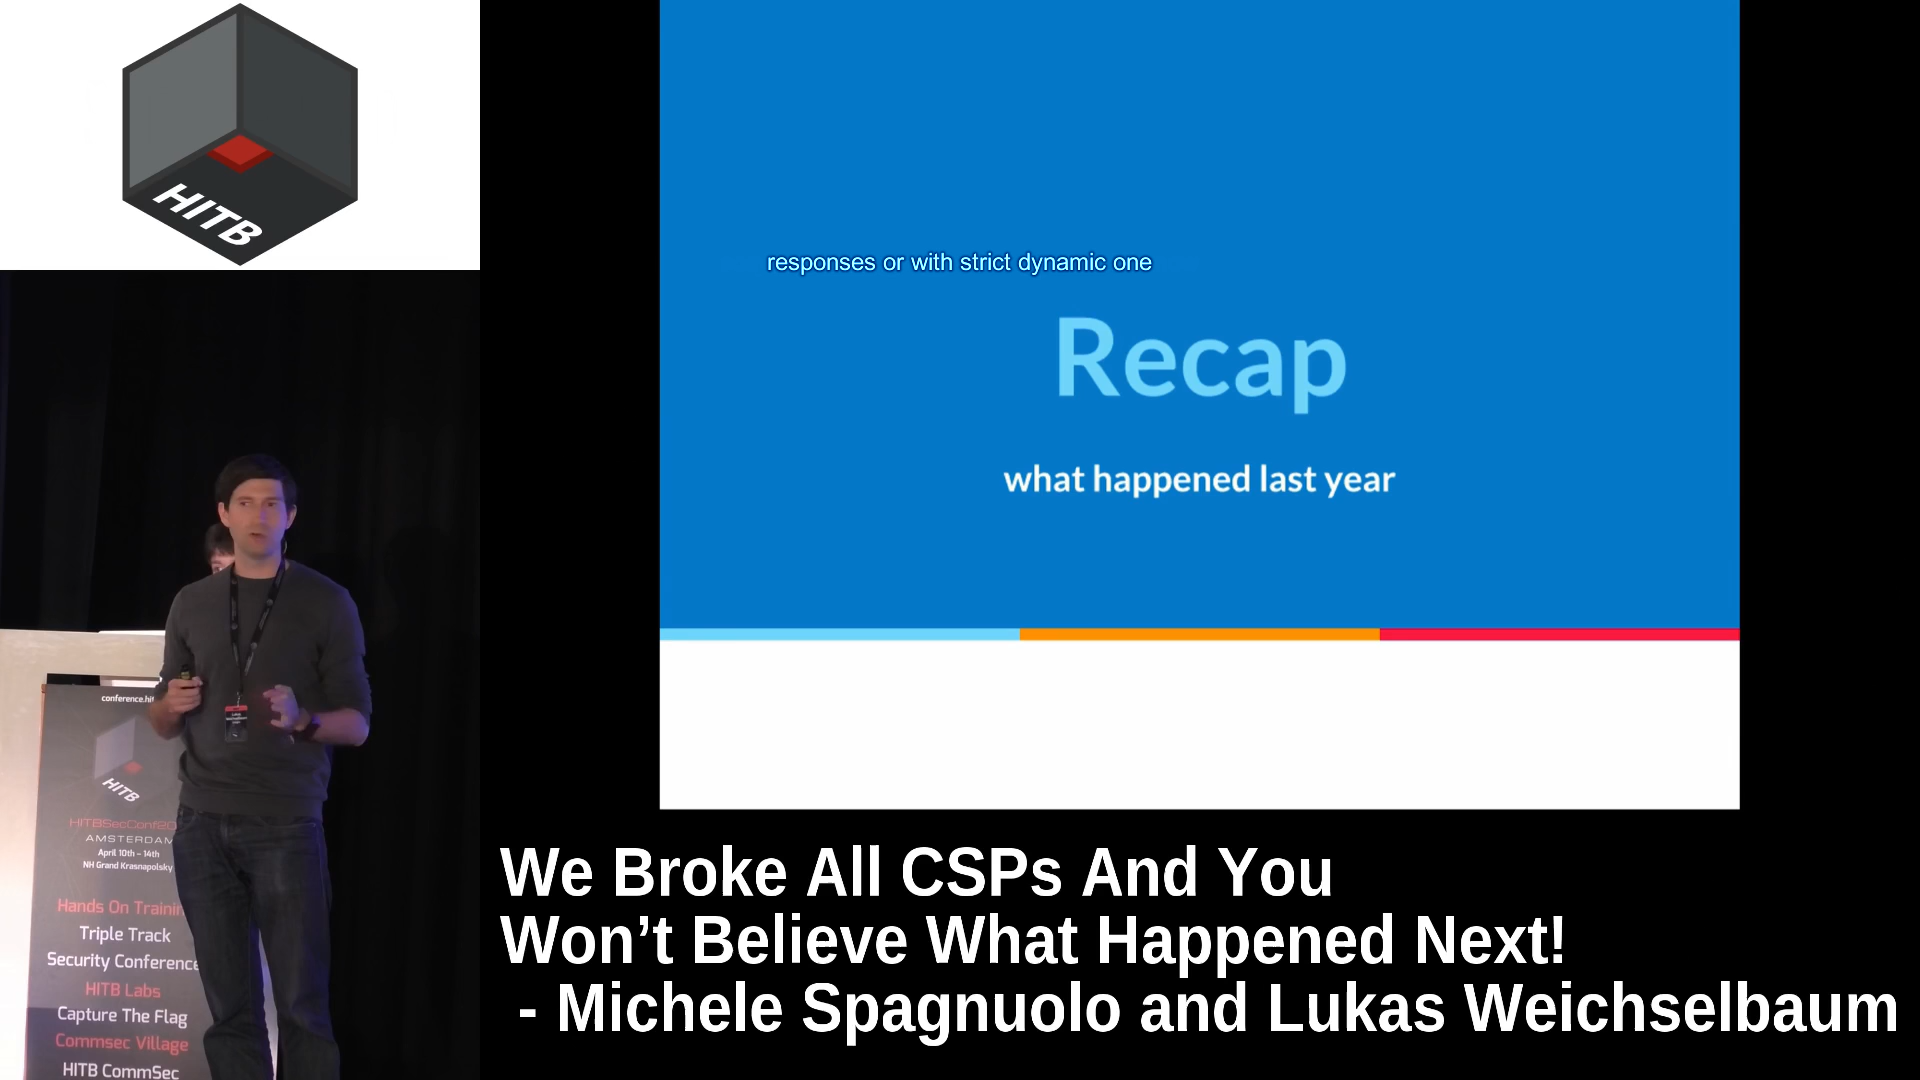 HITB
responses or with strict dynamic one
Recap
what happened last year
conference.hit
HITB
HITBSecConf20
AMSTERDAM
April 10th - 14th
NH Grand Krasnapolsky
Hands On Trainin
Triple Track
Security Conference
HITB Labs
Capture The Flag
Commsec Village
HITB CommSec
We Broke All CSPs And You
Won’t Believe What Happened Next!
- Michele Spagnuolo and Lukas Weichselbaum